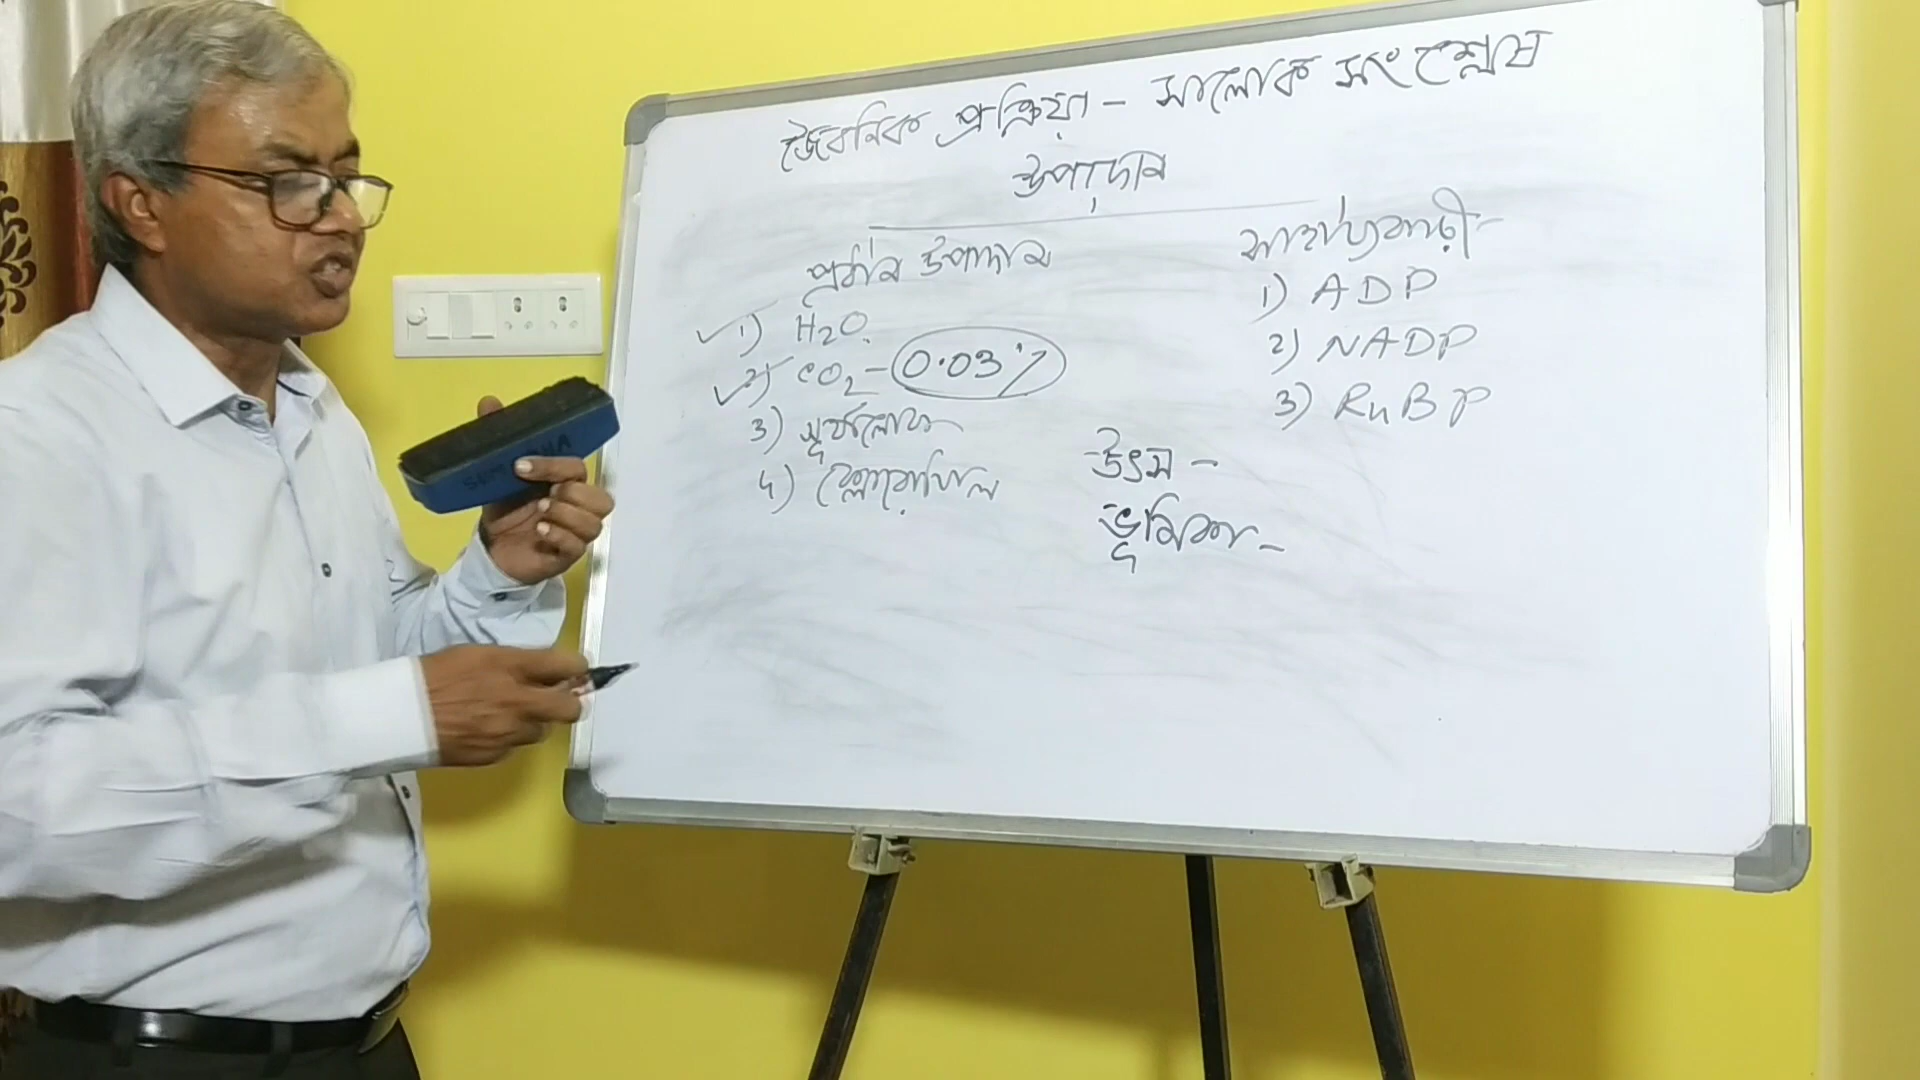 জৈবনিক প্রক্রিয়া - সালোক সংশ্লেষ
উপাদান
প্রধান উপাদান
1) H2O
2) CO2 - 0.03%
3) সূর্যালোক
4) ক্লোরোফিল
সাহায্যকারী -
1) ADP
2) NADP
3) RuBP
উৎস -
ভূমিকা -